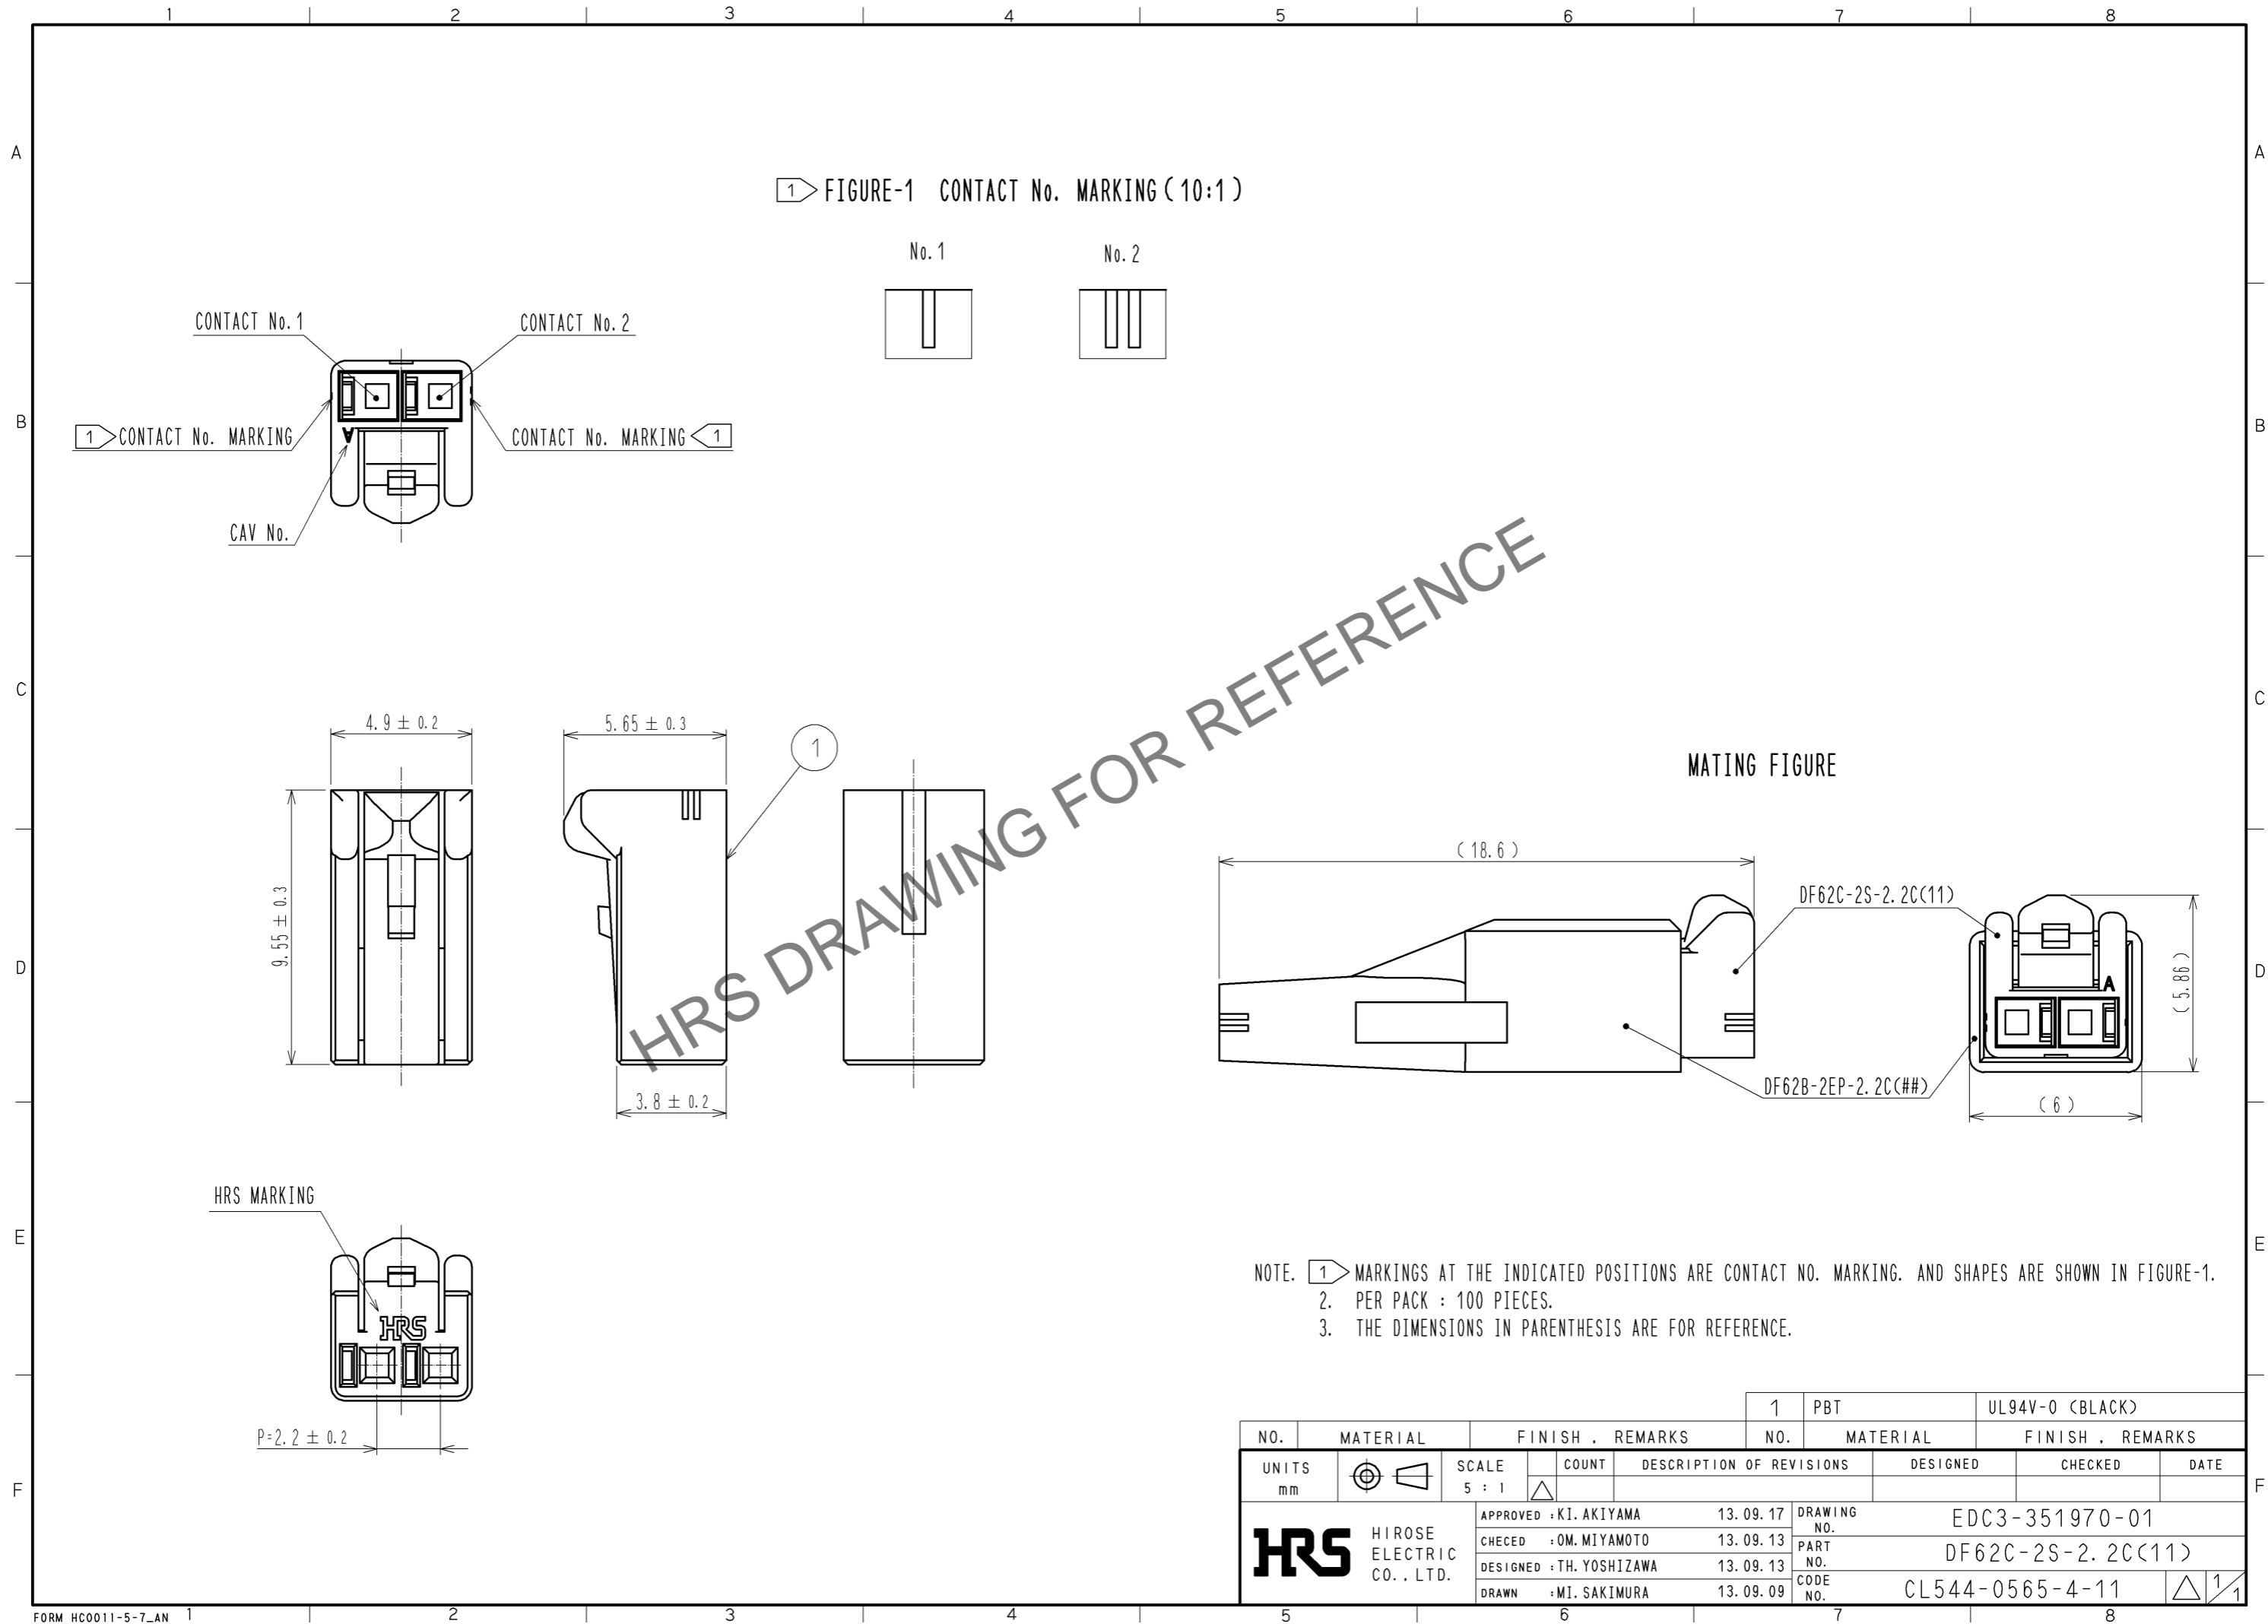 1 2 3 4 5 6 7 8
A A
1 FIGURE-1 CONTACT No. MARKING (10:1)
No. 1 No. 2
CONTACT No. 1 CONTACT No. 2
B B
1 CONTACT No. MARKING CONTACT No. MARKING 1
A
CAV No.
HRS DRAWING FOR REFERENCE
C C
4.9 ± 0.2
5.65 ± 0.3
1
9.55 ± 0.3
3.8 ± 0.2
MATING FIGURE
(18.6)
DF62C-2S-2.2C(11)
A
(5.86)
D D
DF62B-2EP-2.2C(##)
(6)
HRS MARKING
E E
HRS
P=2.2 ± 0.2
NOTE. 1 MARKINGS AT THE INDICATED POSITIONS ARE CONTACT NO. MARKING. AND SHAPES ARE SHOWN IN FIGURE-1.
2. PER PACK : 100 PIECES.
3. THE DIMENSIONS IN PARENTHESIS ARE FOR REFERENCE.
1 PBT UL94V-0 (BLACK)
NO. MATERIAL FINISH . REMARKS NO. MATERIAL FINISH . REMARKS
UNITS mm SCALE 5 : 1 COUNT DESCRIPTION OF REVISIONS DESIGNED CHECKED DATE
F F
HRS HIROSE ELECTRIC CO., LTD.
APPROVED : KI. AKIYAMA 13.09.17 DRAWING NO. EDC3-351970-01
CHECED : OM. MIYAMOTO 13.09.13 PART NO. DF62C-2S-2.2C(11)
DESIGNED : TH. YOSHIZAWA 13.09.13
DRAWN : MI. SAKIMURA 13.09.09 CODE NO. CL544-0565-4-11 1/1
FORM HC0011-5-7_AN 1 2 3 4 5 6 7 8